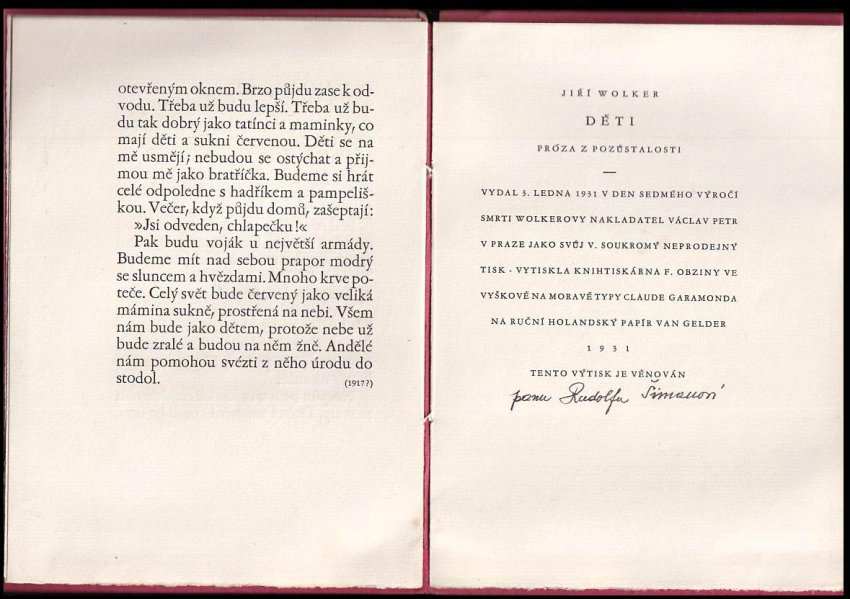 otevřeným oknem. Brzo půjdu zase k od-
vodu. Třeba už budu lepší. Třeba už bu-
du tak dobrý jako tatínci a maminky, co
mají děti a sukni červenou. Děti se na
mě usmějí; nebudou se ostýchat a přij-
mou mě jako bratříčka. Budeme si hrát
celé odpoledne s hadříkem a pampeliš-
kou. Večer, když půjdu domů, zašeptají:
»Jsi odveden, chlapečku!«
Pak budu voják u největší armády.
Budeme mít nad sebou prapor modrý
se sluncem a hvězdami. Mnoho krve po-
teče. Celý svět bude červený jako veliká
mámina sukně, prostřená na nebi. Všem
nám bude jako dětem, protože nebe už
bude zralé a budou na něm žně. Andělé
nám pomohou svézti z něho úrodu do
stodol.
(1917?)
JIŘÍ WOLKER
DĚTI
PRÓZA Z POZŮSTALOSTI
VYDAL 3. LEDNA 1931 V DEN SEDMÉHO VÝROČÍ
SMRTI WOLKEROVY NAKLADATEL VÁCLAV PETR
V PRAZE JAKO SVŮJ V. SOUKROMÝ NEPRODEJNÝ
TISK - VYTISKLA KNIHTISKÁRNA F. OBZINY VE
VYŠKOVĚ NA MORAVĚ TYPY CLAUDE GARAMONDA
NA RUČNÍ HOLANDSKÝ PAPÍR VAN GELDER
1931
TENTO VÝTISK JE VĚNOVÁN
panu Rudolfu Šimanovi